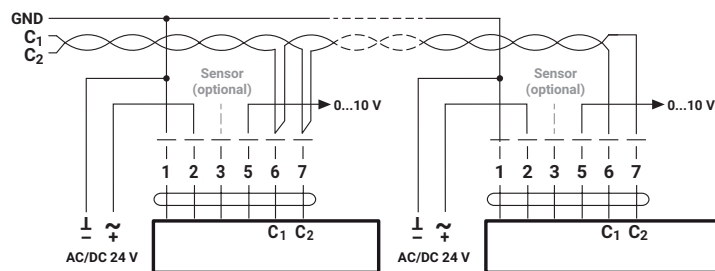 GND
C1
C2
Sensor
(optional)
0...10 V
Sensor
(optional)
0...10 V
1 2 3 5 6 7
1 2 3 5 6 7
⊥ ~
– +
C1 C2
AC/DC 24 V
⊥ ~
– +
C1 C2
AC/DC 24 V